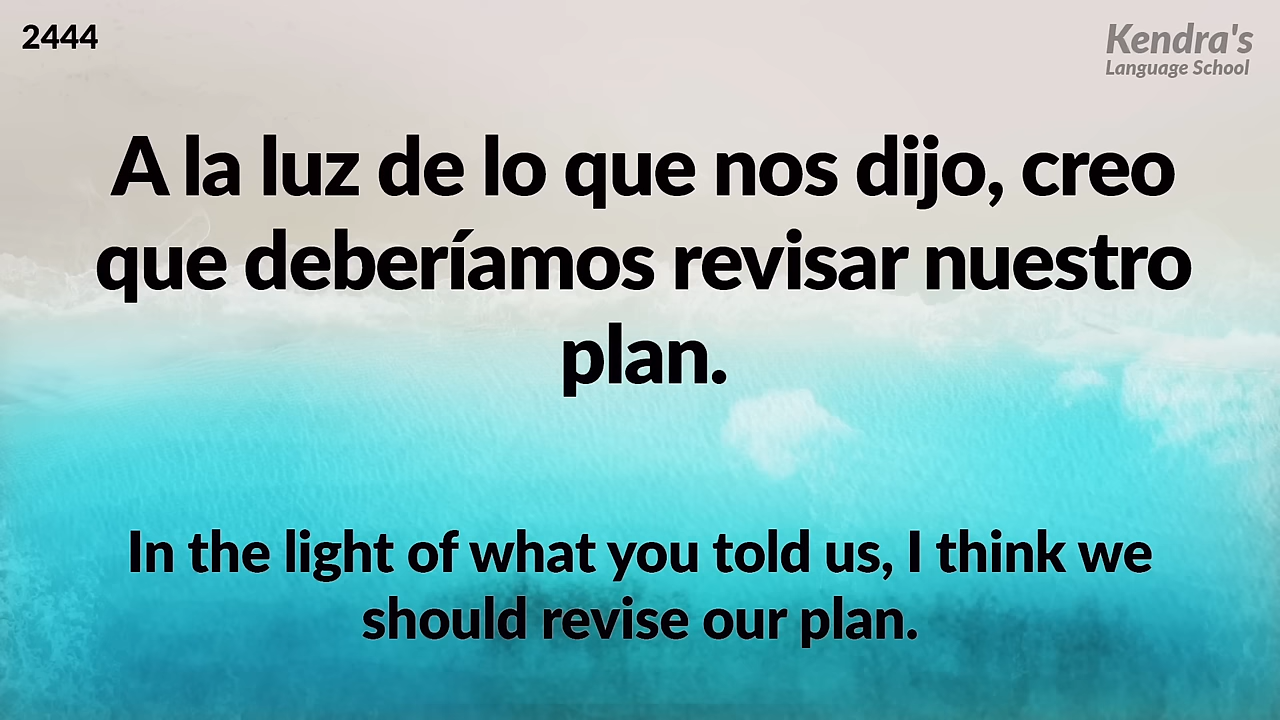 2444
Kendra's
Language School
A la luz de lo que nos dijo, creo
que deberíamos revisar nuestro
plan.
In the light of what you told us, I think we
should revise our plan.